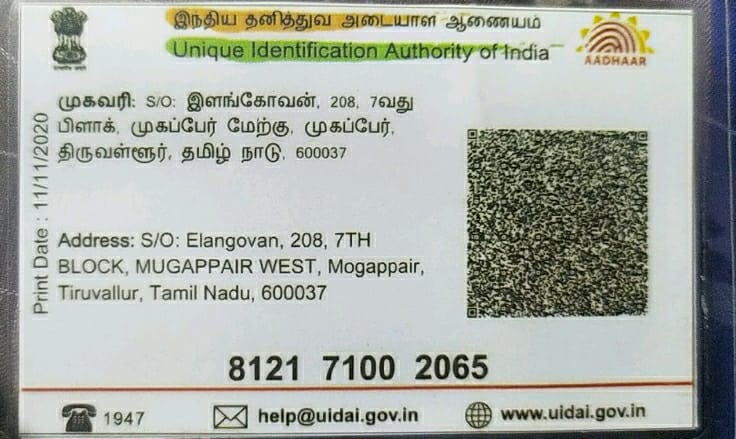 இந்திய தனித்துவ அடையாள ஆணையம்
Unique Identification Authority of India
AADHAAR
முகவரி: S/O: இளங்கோவன், 208, 7வது
பிளாக், முகப்பேர் மேற்கு, முகப்பேர்,
திருவள்ளூர், தமிழ் நாடு, 600037
Print Date : 11/11/2020
Address: S/O: Elangovan, 208, 7TH
BLOCK, MUGAPPAIR WEST, Mogappair,
Tiruvallur, Tamil Nadu, 600037
8121 7100 2065
1947
help@uidai.gov.in
www.uidai.gov.in